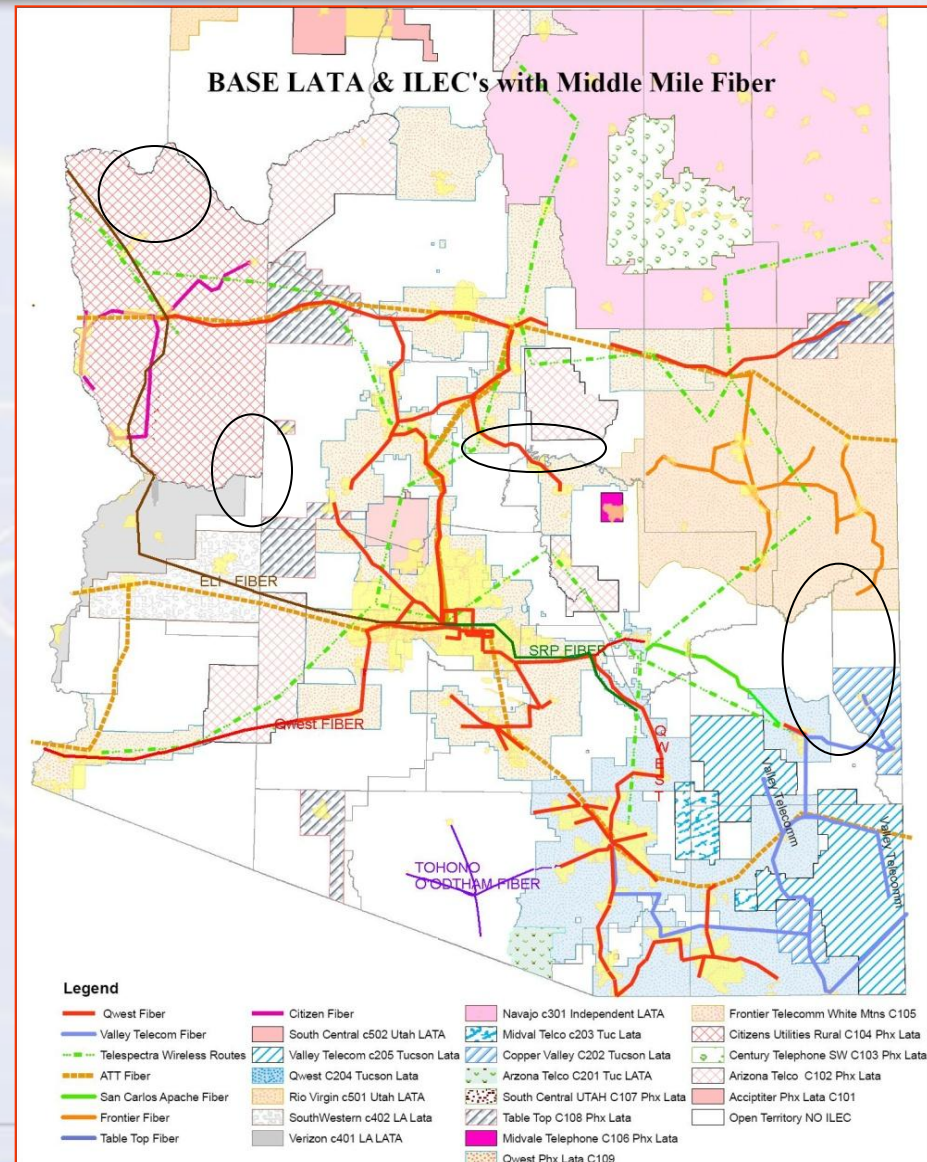 BASE LATA & ILEC's with Middle Mile Fiber
ELI FIBER
SRP FIBER
Qwest FIBER
QWEST
Valley Telecomm
Valley Telecomm
TOHONO
O'ODTHAM FIBER
Legend
Qwest Fiber
Valley Telecom Fiber
Telespectra Wireless Routes
ATT Fiber
San Carlos Apache Fiber
Frontier Fiber
Table Top Fiber
Citizen Fiber
South Central c502 Utah LATA
Valley Telecom c205 Tucson Lata
Qwest C204 Tucson Lata
Rio Virgin c501 Utah LATA
SouthWestern c402 LA Lata
Verizon c401 LA LATA
Navajo c301 Independent LATA
Midval Telco c203 Tuc Lata
Copper Valley C202 Tucson Lata
Arzona Telco C201 Tuc LATA
South Central UTAH C107 Phx Lata
Table Top C108 Phx Lata
Midvale Telephone C106 Phx Lata
Qwest Phx Lata C109
Frontier Telecomm White Mtns C105
Citizens Utilities Rural C104 Phx Lata
Century Telephone SW C103 Phx Lata
Arizona Telco C102 Phx Lata
Acciptiter Phx Lata C101
Open Territory NO ILEC